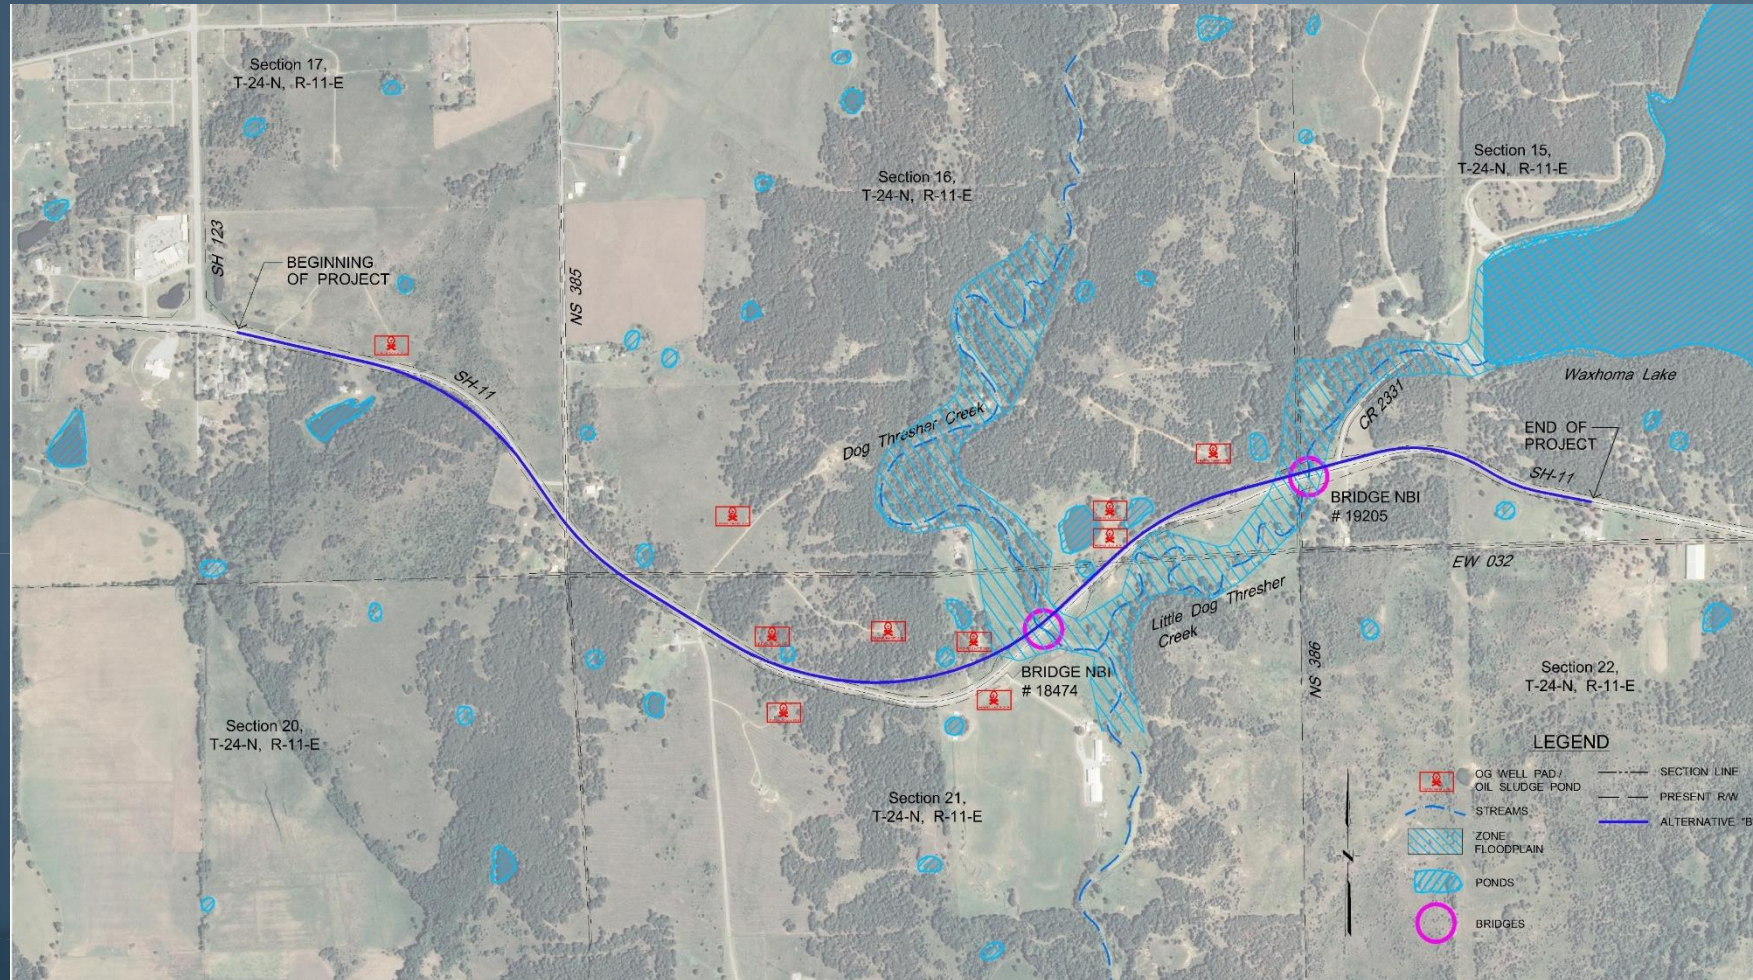 Section 17,
T-24-N, R-11-E
Section 16,
T-24-N, R-11-E
Section 15,
T-24-N, R-11-E
SH 123
BEGINNING
OF PROJECT
NS 385
SH-11
Dog Thresher Creek
Waxhoma Lake
CR 2331
END OF
PROJECT
SH-11
BRIDGE NBI
# 19205
EW 032
Little Dog Thresher
Creek
BRIDGE NBI
# 18474
NS 386
Section 22,
T-24-N, R-11-E
Section 20,
T-24-N, R-11-E
Section 21,
T-24-N, R-11-E
LEGEND
OG WELL PAD/
OIL SLUDGE POND
STREAMS
ZONE
FLOODPLAIN
PONDS
BRIDGES
SECTION LINE
PRESENT R/W
ALTERNATIVE "B